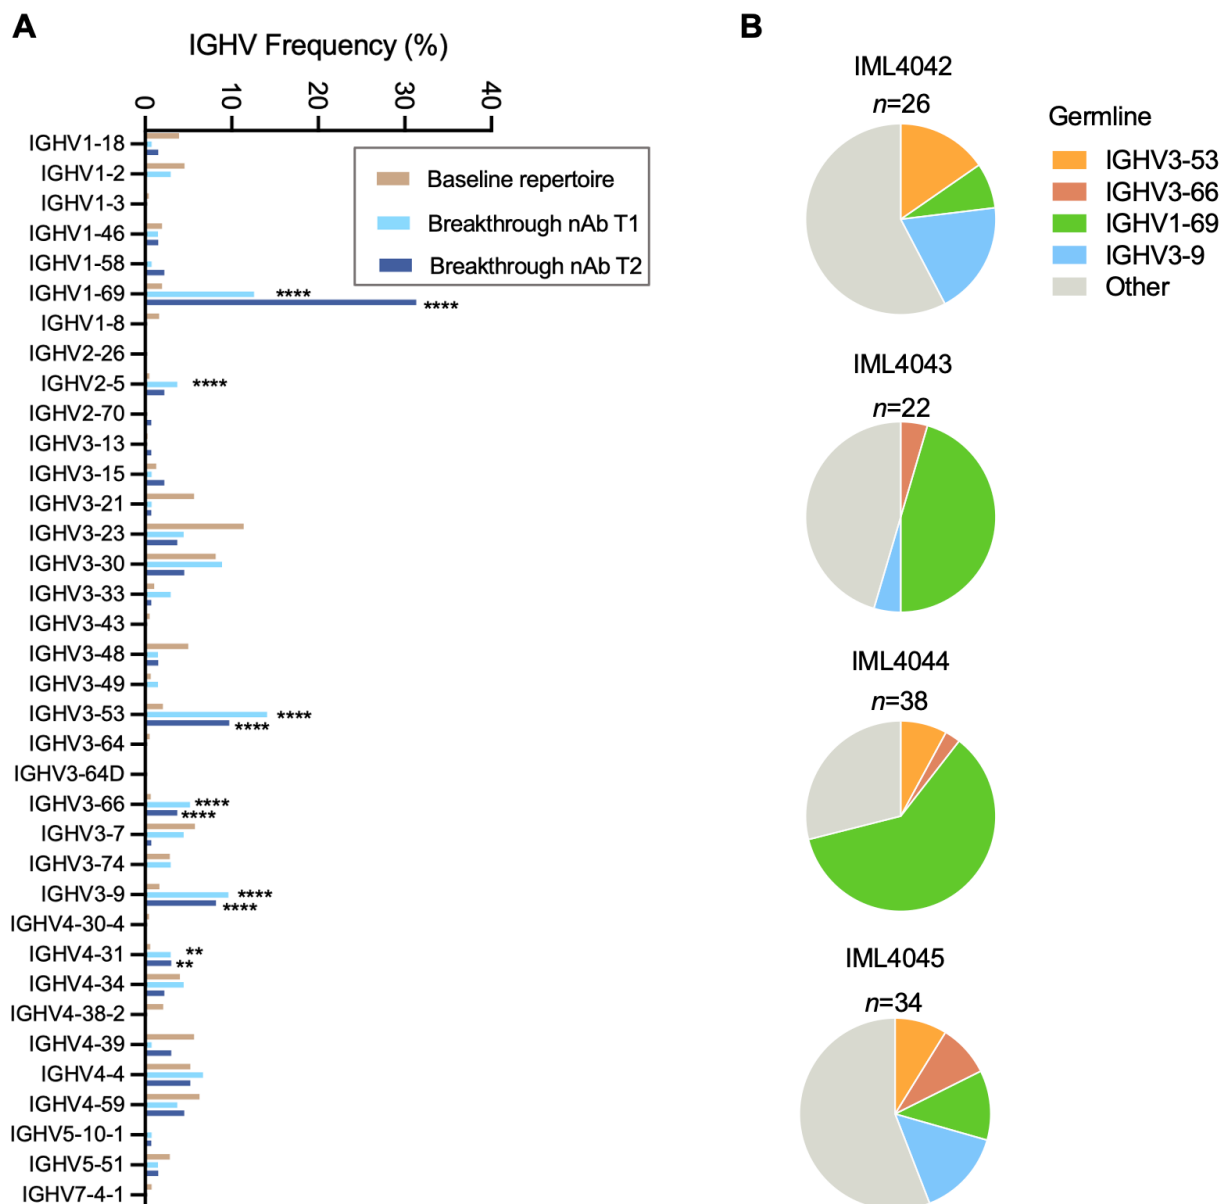 A
IGHV Frequency (%)
0
10
20
30
40
IGHV1-18
IGHV1-2
IGHV1-3
IGHV1-46
IGHV1-58
IGHV1-69
****
****
IGHV1-8
IGHV2-26
IGHV2-5
****
IGHV2-70
IGHV3-13
IGHV3-15
IGHV3-21
IGHV3-23
IGHV3-30
IGHV3-33
IGHV3-43
IGHV3-48
IGHV3-49
IGHV3-53
****
****
IGHV3-64
IGHV3-64D
IGHV3-66
****
****
IGHV3-7
IGHV3-74
IGHV3-9
****
****
IGHV4-30-4
IGHV4-31
**
**
IGHV4-34
IGHV4-38-2
IGHV4-39
IGHV4-4
IGHV4-59
IGHV5-10-1
IGHV5-51
IGHV7-4-1
Baseline repertoire
Breakthrough nAb T1
Breakthrough nAb T2
B
IML4042
n=26
IML4043
n=22
IML4044
n=38
IML4045
n=34
Germline
IGHV3-53
IGHV3-66
IGHV1-69
IGHV3-9
Other